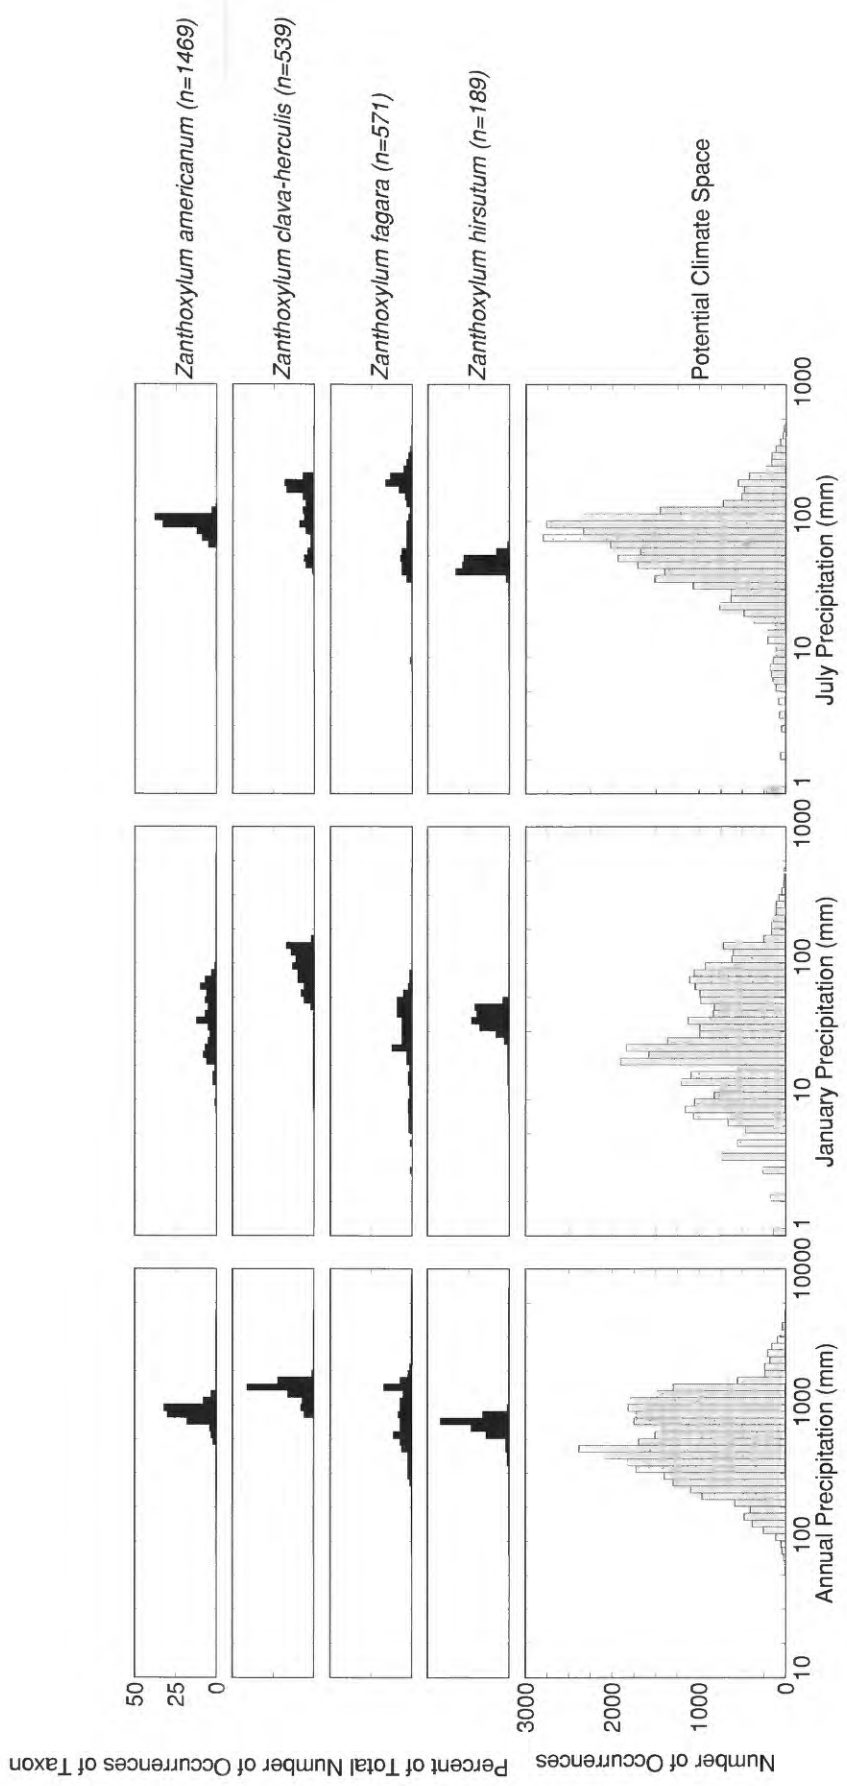 Zanthoxylum americanum (n=1469)
Zanthoxylum clava-herculis (n=539)
Zanthoxylum fagara (n=571)
Zanthoxylum hirsutum (n=189)
Potential Climate Space
Percent of Total Number of Occurrences of Taxon
50
25
0
Number of Occurrences
3000
2000
1000
0
10 100 1000 10000
Annual Precipitation (mm)
1 10 100 1000
January Precipitation (mm)
1 10 100 1000
July Precipitation (mm)